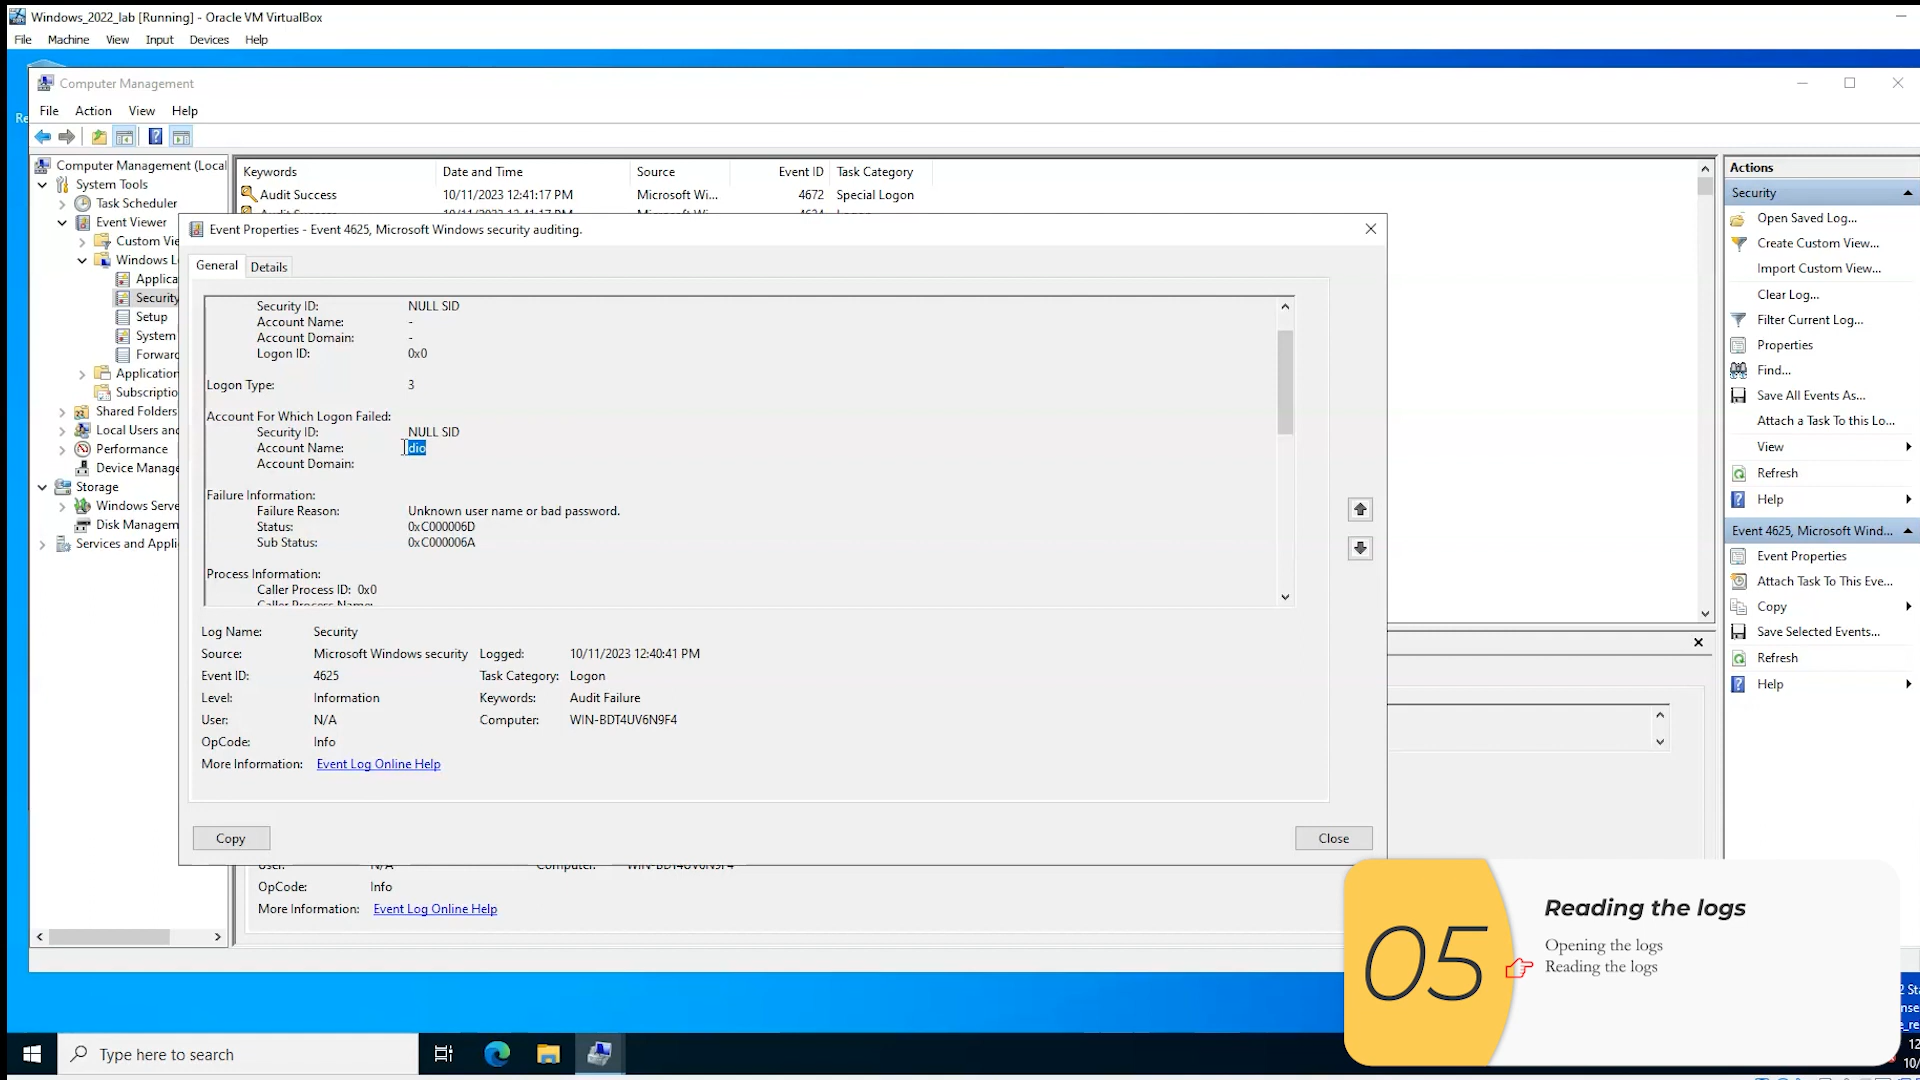 Windows_2022_lab [Running] - Oracle VM VirtualBox
File Machine View Input Devices Help
Computer Management
File Action View Help
Computer Management (Local
System Tools
Task Scheduler
Event Viewer
Custom Vie
Windows L
Applica
Security
Setup
System
Forward
Application
Subscriptio
Shared Folders
Local Users and
Performance
Device Manage
Storage
Windows Serve
Disk Managem
Services and Appli
Keywords Date and Time Source Event ID Task Category
Audit Success 10/11/2023 12:41:17 PM Microsoft Wi... 4672 Special Logon
Event Properties - Event 4625, Microsoft Windows security auditing.
General Details
Security ID: NULL SID
Account Name: -
Account Domain: -
Logon ID: 0x0
Logon Type: 3
Account For Which Logon Failed:
Security ID: NULL SID
Account Name: dio
Account Domain:
Failure Information:
Failure Reason: Unknown user name or bad password.
Status: 0xC000006D
Sub Status: 0xC000006A
Process Information:
Caller Process ID: 0x0
Caller Process Name:
Log Name: Security
Source: Microsoft Windows security Logged: 10/11/2023 12:40:41 PM
Event ID: 4625 Task Category: Logon
Level: Information Keywords: Audit Failure
User: N/A Computer: WIN-BDT4UV6N9F4
OpCode: Info
More Information: Event Log Online Help
Copy Close
User: N/A Computer: WIN-BDT4UV6N9F4
OpCode: Info
More Information: Event Log Online Help
Actions
Security
Open Saved Log...
Create Custom View...
Import Custom View...
Clear Log...
Filter Current Log...
Properties
Find...
Save All Events As...
Attach a Task To this Lo...
View
Refresh
Help
Event 4625, Microsoft Wind...
Event Properties
Attach Task To This Eve...
Copy
Save Selected Events...
Refresh
Help
05
Reading the logs
Opening the logs
Reading the logs
Type here to search